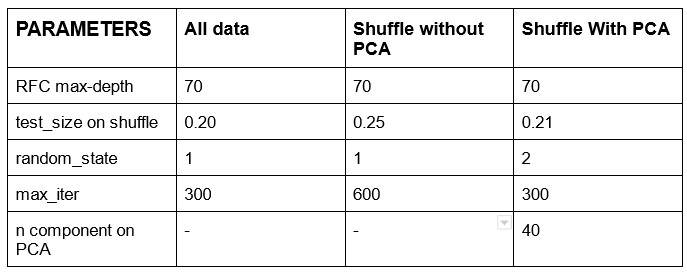 PARAMETERS All data Shuffle without PCA Shuffle With PCA
RFC max-depth 70 70 70
test_size on shuffle 0.20 0.25 0.21
random_state 1 1 2
max_iter 300 600 300
n component on PCA - - 40